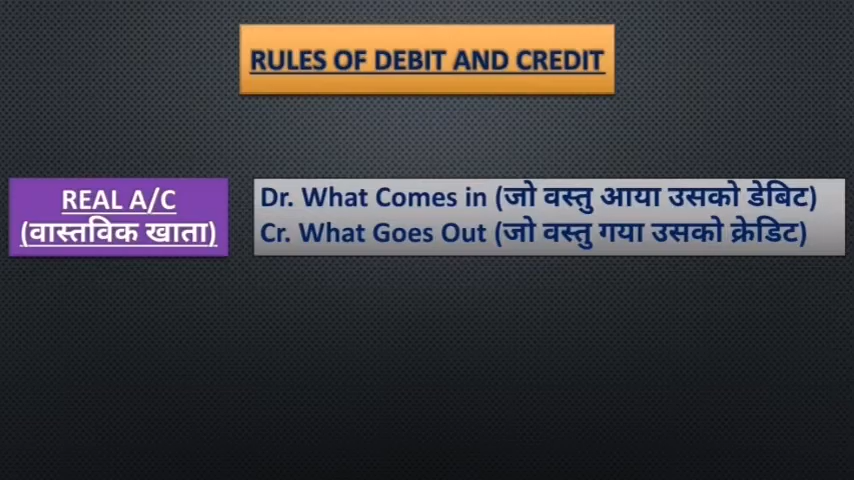 RULES OF DEBIT AND CREDIT
REAL A/C
(वास्तविक खाता)
Dr. What Comes in (जो वस्तु आया उसको डेबिट)
Cr. What Goes Out (जो वस्तु गया उसको क्रेडिट)